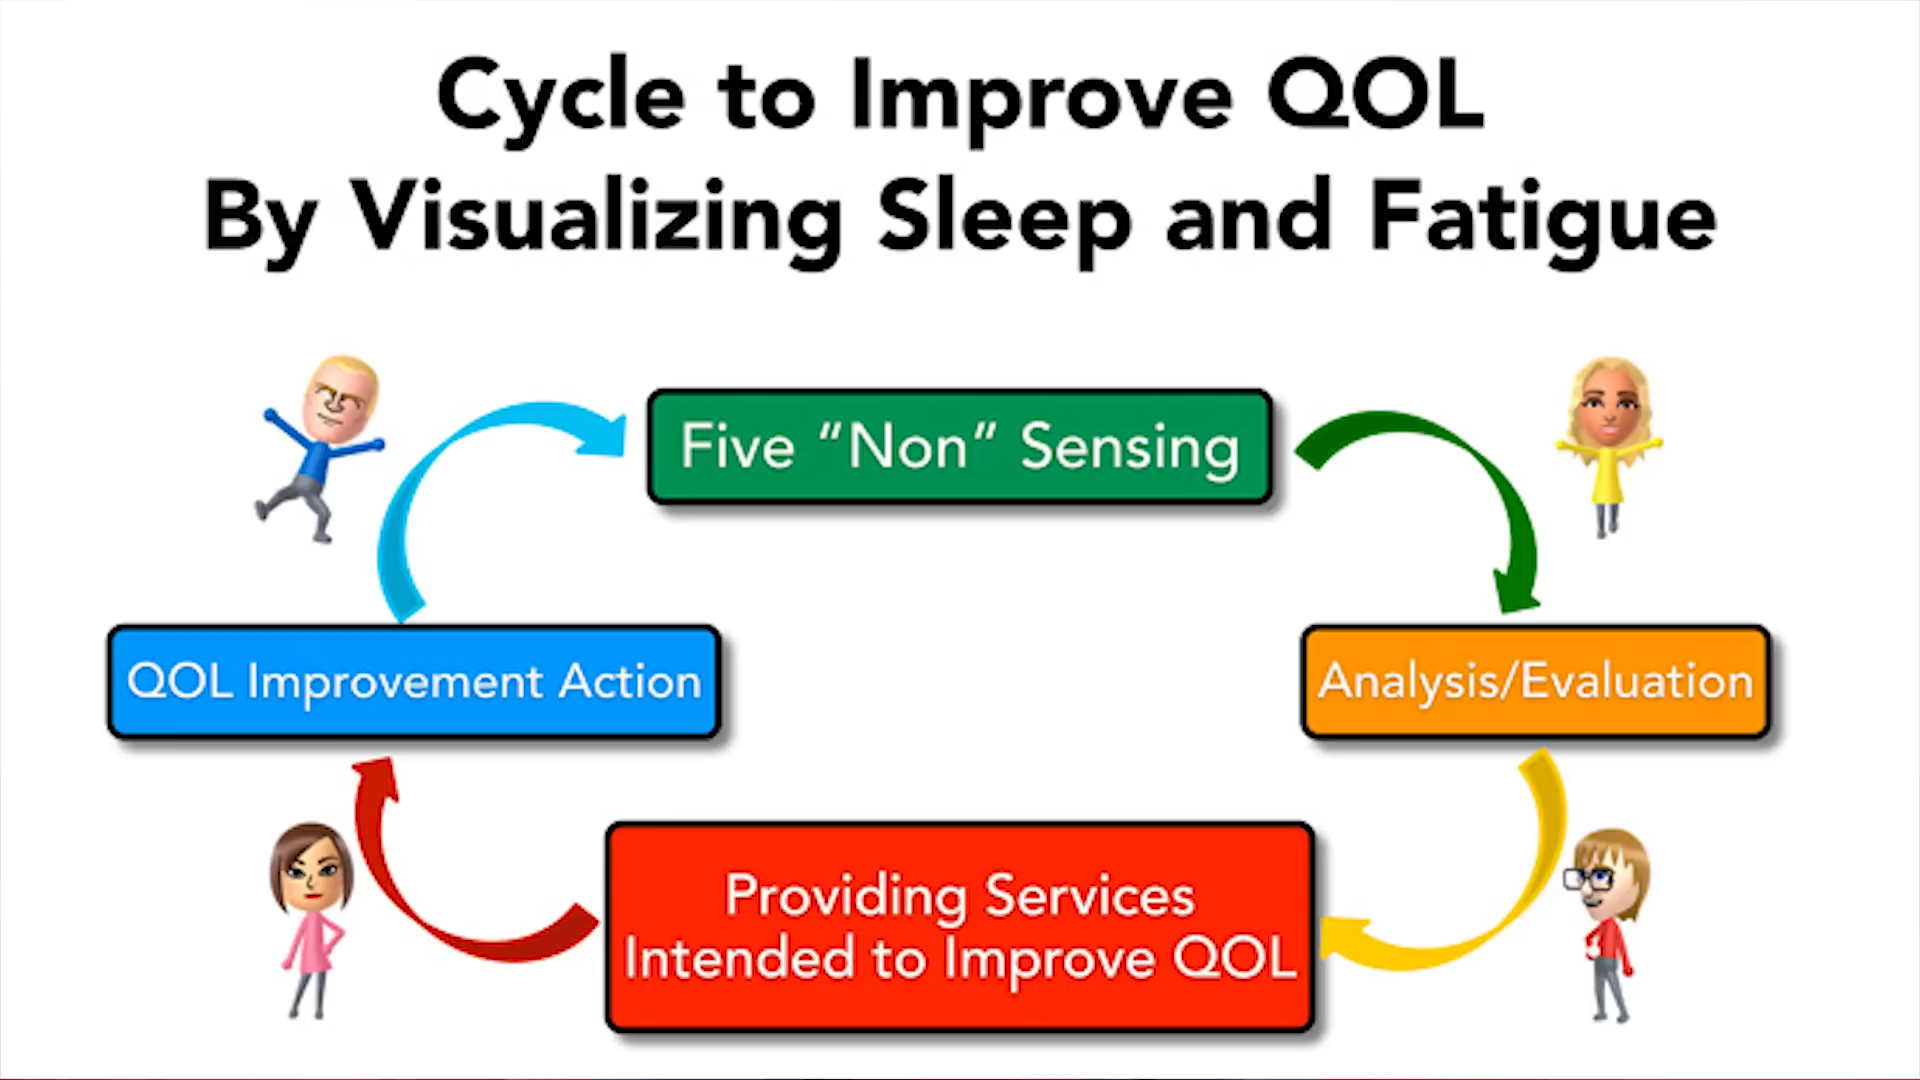 Cycle to Improve QOL
By Visualizing Sleep and Fatigue
Five “Non” Sensing
QOL Improvement Action
Analysis/Evaluation
Providing Services
Intended to Improve QOL